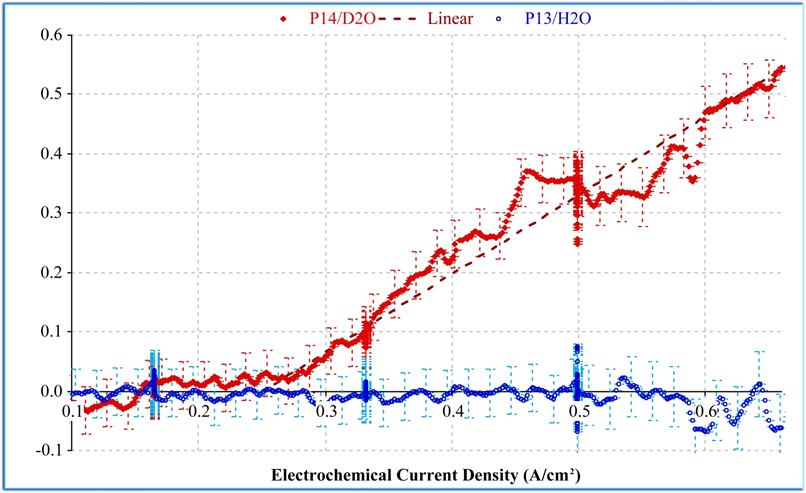 P14/D2O Linear P13/H2O
0.6
0.5
0.4
0.3
0.2
0.1
0.0
0.1 0.2 0.3 0.4 0.5 0.6
-0.1
Electrochemical Current Density (A/cm²)